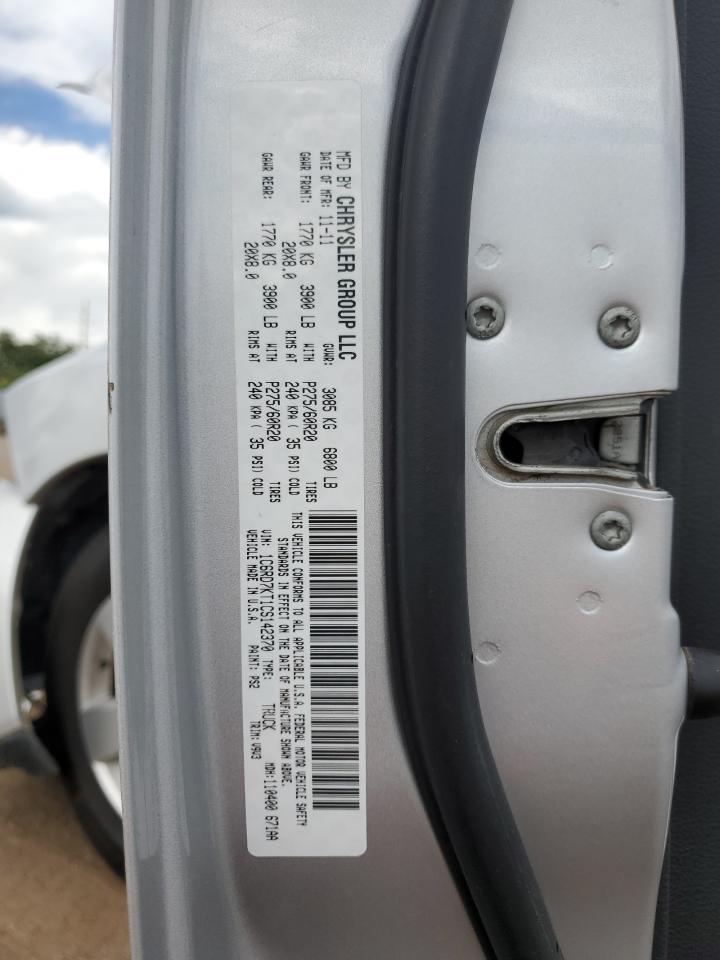 MFD BY CHRYSLER GROUP LLC
DATE OF MFR: 11-11 GVWR: 3085 KG 6800 LB
GAWR FRONT: 1770 KG 3900 LB WITH P275/60R20 TIRES
20X8.0 RIMS AT 240 KPA ( 35 PSI) COLD
GAWR REAR: 1770 KG 3900 LB WITH P275/60R20 TIRES
20X8.0 RIMS AT 240 KPA ( 35 PSI) COLD
THIS VEHICLE CONFORMS TO ALL APPLICABLE U.S.A. FEDERAL MOTOR VEHICLE SAFETY
STANDARDS IN EFFECT ON THE DATE OF MANUFACTURE SHOWN ABOVE.
VIN: 1C6RD7KT1CS142370 TYPE: TRUCK MDH:110400 671AA
VEHICLE MADE IN U.S.A. PAINT: PS2 TRIM: V9V3